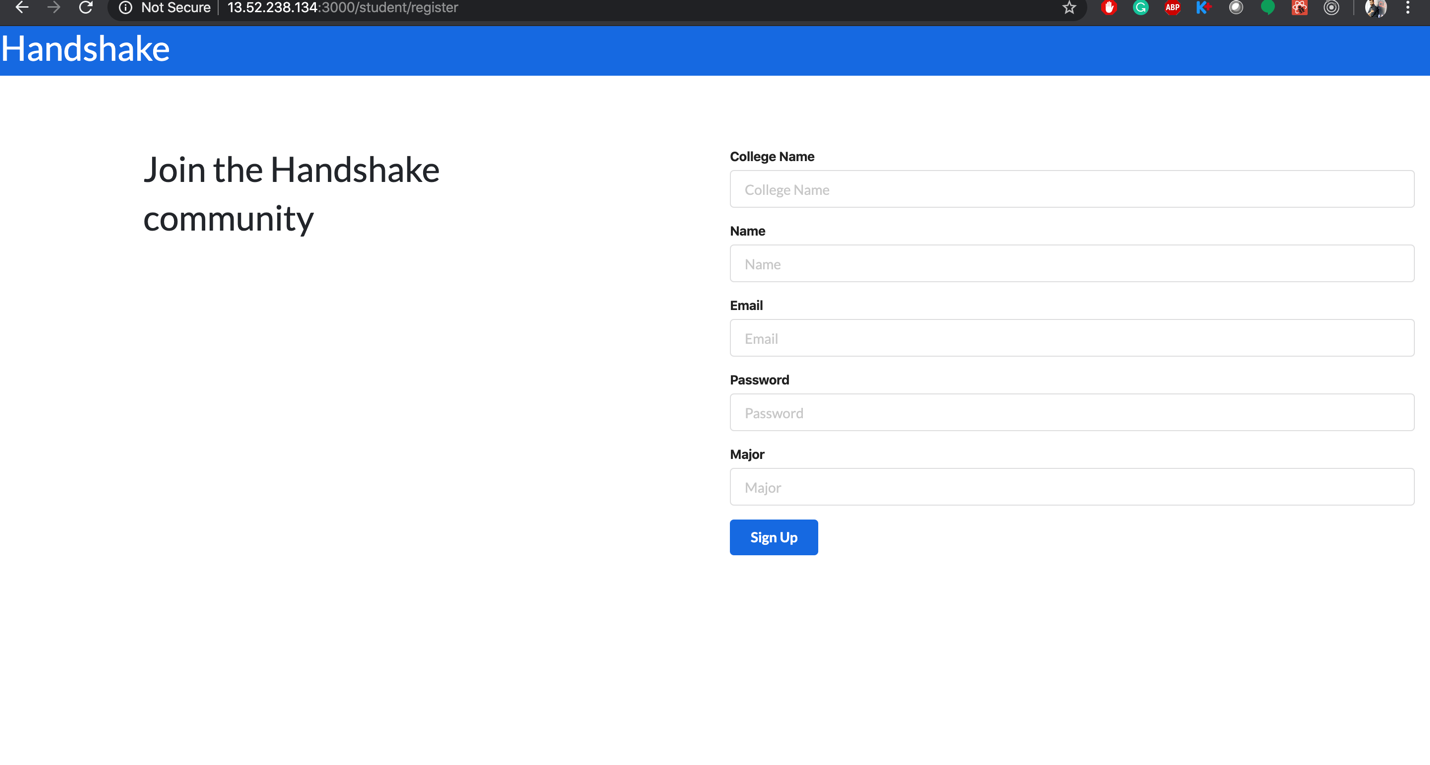 Not Secure | 13.52.238.134:3000/student/register
ABP
Handshake
Join the Handshake
community
College Name
College Name
Name
Name
Email
Email
Password
Password
Major
Major
Sign Up